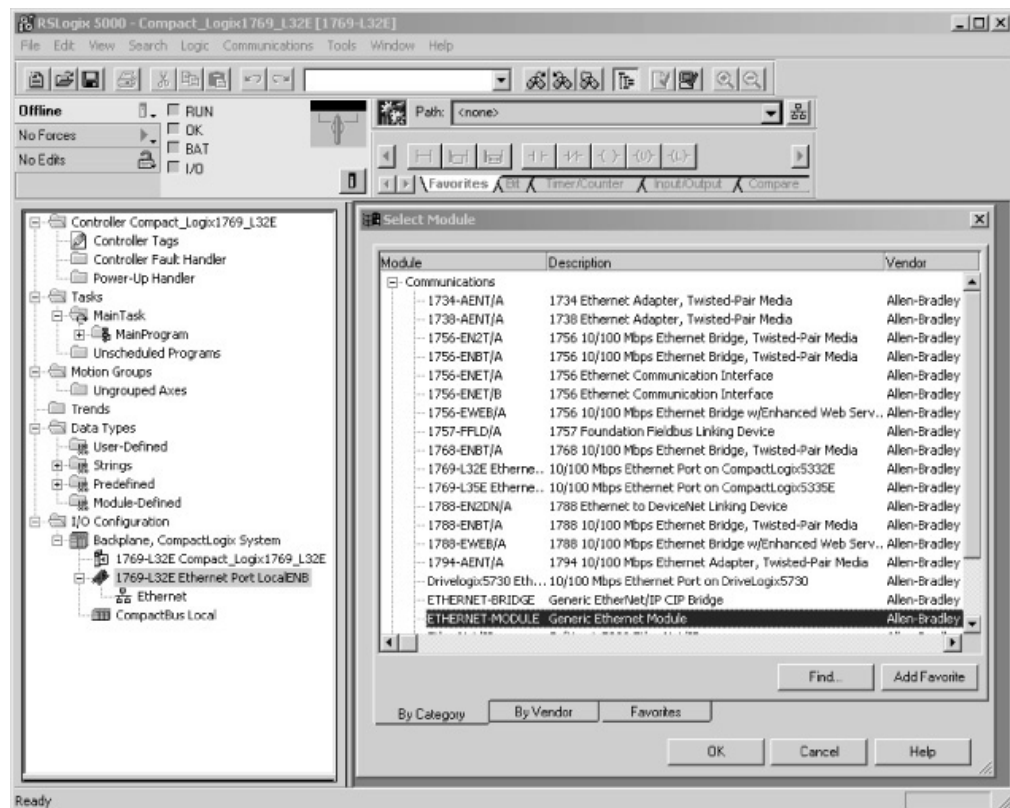 RSLogix 5000 - Compact_Logix1769_L32E [1769-L32E]
File Edit View Search Logic Communications Tools Window Help
Offline
RUN
No Forces
OK
No Edits
BAT
I/O
Path: <none>
Favorites Bit Timer/Counter Input/Output Compare
Controller Compact_Logix1769_L32E
Controller Tags
Controller Fault Handler
Power-Up Handler
Tasks
MainTask
MainProgram
Unscheduled Programs
Motion Groups
Ungrouped Axes
Trends
Data Types
User-Defined
Strings
Predefined
Module-Defined
I/O Configuration
Backplane, CompactLogix System
1769-L32E Compact_Logix1769_L32E
1769-L32E Ethernet Port LocalENB
Ethernet
CompactBus Local
Select Module
Module Description Vendor
Communications
1734-AENT/A 1734 Ethernet Adapter, Twisted-Pair Media Allen-Bradley
1738-AENT/A 1738 Ethernet Adapter, Twisted-Pair Media Allen-Bradley
1756-EN2T/A 1756 10/100 Mbps Ethernet Bridge, Twisted-Pair Media Allen-Bradley
1756-ENBT/A 1756 10/100 Mbps Ethernet Bridge, Twisted-Pair Media Allen-Bradley
1756-ENET/A 1756 Ethernet Communication Interface Allen-Bradley
1756-ENET/B 1756 Ethernet Communication Interface Allen-Bradley
1756-EWEB/A 1756 10/100 Mbps Ethernet Bridge w/Enhanced Web Serv.. Allen-Bradley
1757-FFLD/A 1757 Foundation Fieldbus Linking Device Allen-Bradley
1768-ENBT/A 1768 10/100 Mbps Ethernet Bridge, Twisted-Pair Media Allen-Bradley
1769-L32E Etherne... 10/100 Mbps Ethernet Port on CompactLogix5332E Allen-Bradley
1769-L35E Etherne... 10/100 Mbps Ethernet Port on CompactLogix5335E Allen-Bradley
1788-EN2DN/A 1788 Ethernet to DeviceNet Linking Device Allen-Bradley
1788-ENBT/A 1788 10/100 Mbps Ethernet Bridge, Twisted-Pair Media Allen-Bradley
1788-EWEB/A 1788 10/100 Mbps Ethernet Bridge w/Enhanced Web Serv.. Allen-Bradley
1794-AENT/A 1794 10/100 Mbps Ethernet Adapter, Twisted-Pair Media Allen-Bradley
Drivelogix5730 Eth... 10/100 Mbps Ethernet Port on DriveLogix5730 Allen-Bradley
ETHERNET-BRIDGE Generic EtherNet/IP CIP Bridge Allen-Bradley
ETHERNET-MODULE Generic Ethernet Module Allen-Bradley
Find... Add Favorite
By Category By Vendor Favorites
OK Cancel Help
Ready